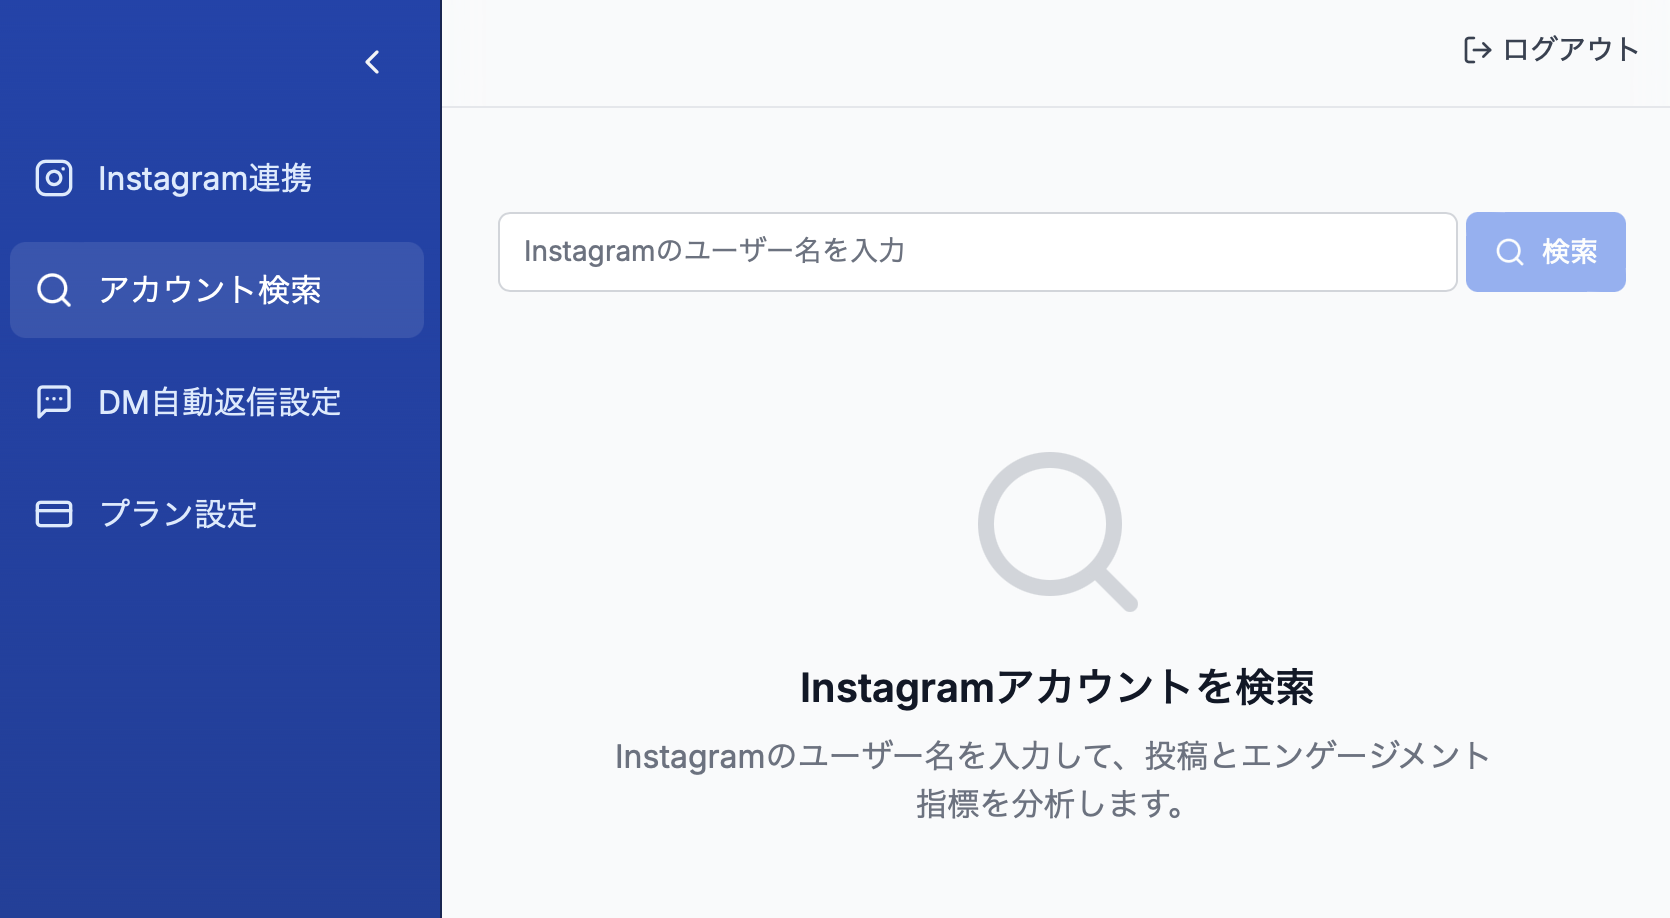 ログアウト
Instagram連携
アカウント検索
DM自動返信設定
プラン設定
Instagramのユーザー名を入力
検索
Instagramアカウントを検索
Instagramのユーザー名を入力して、投稿とエンゲージメント
指標を分析します。